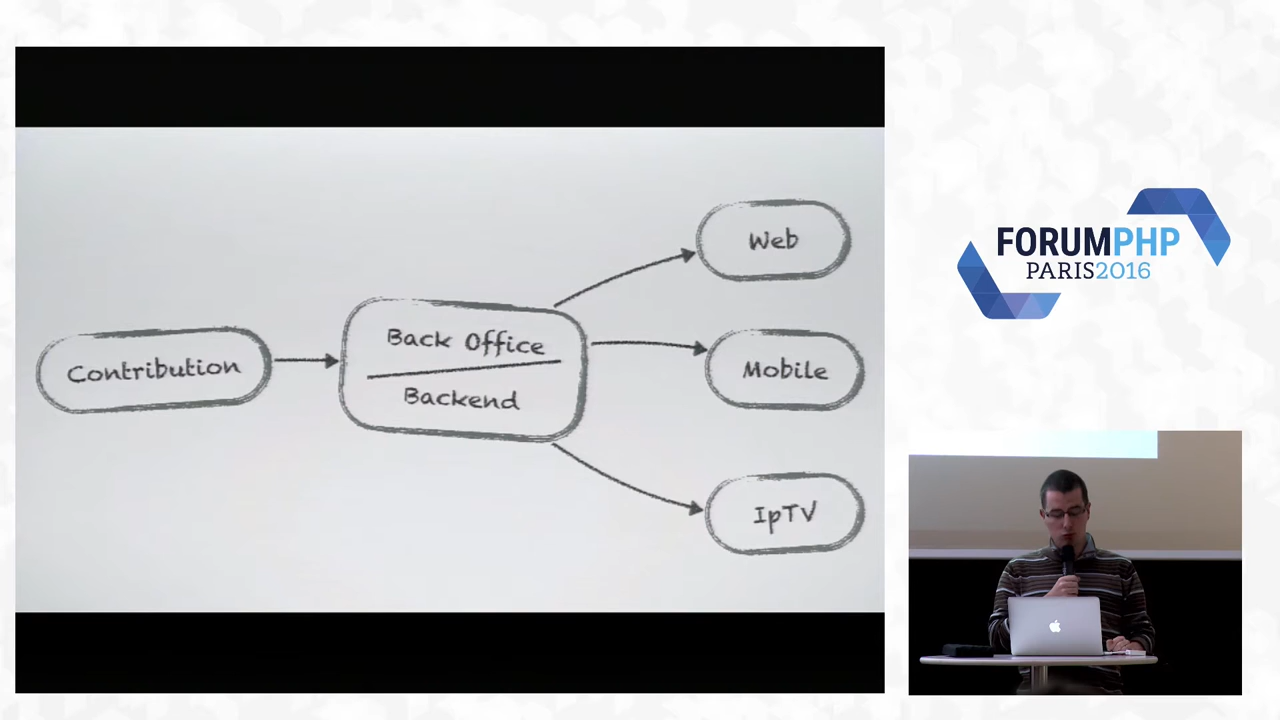 Contribution
Back Office
Backend
Web
Mobile
IpTV
FORUMPHP
PARIS2016